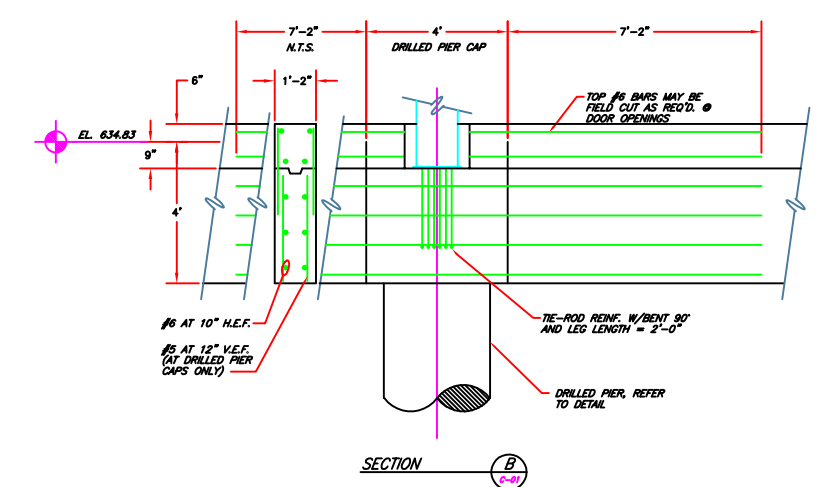 7'-2"
4'
7'-2"
N.T.S.
DRILLED PIER CAP
6"
1'-2"
TOP #6 BARS MAY BE
FIELD CUT AS REQ'D. @
DOOR OPENINGS
EL. 634.83
9"
4'
#6 AT 10" H.E.F.
#5 AT 12" V.E.F.
(AT DRILLED PIER
CAPS ONLY)
TIE-ROD REINF. W/BENT 90°
AND LEG LENGTH = 2'-0"
DRILLED PIER, REFER
TO DETAIL
SECTION
B
C-01